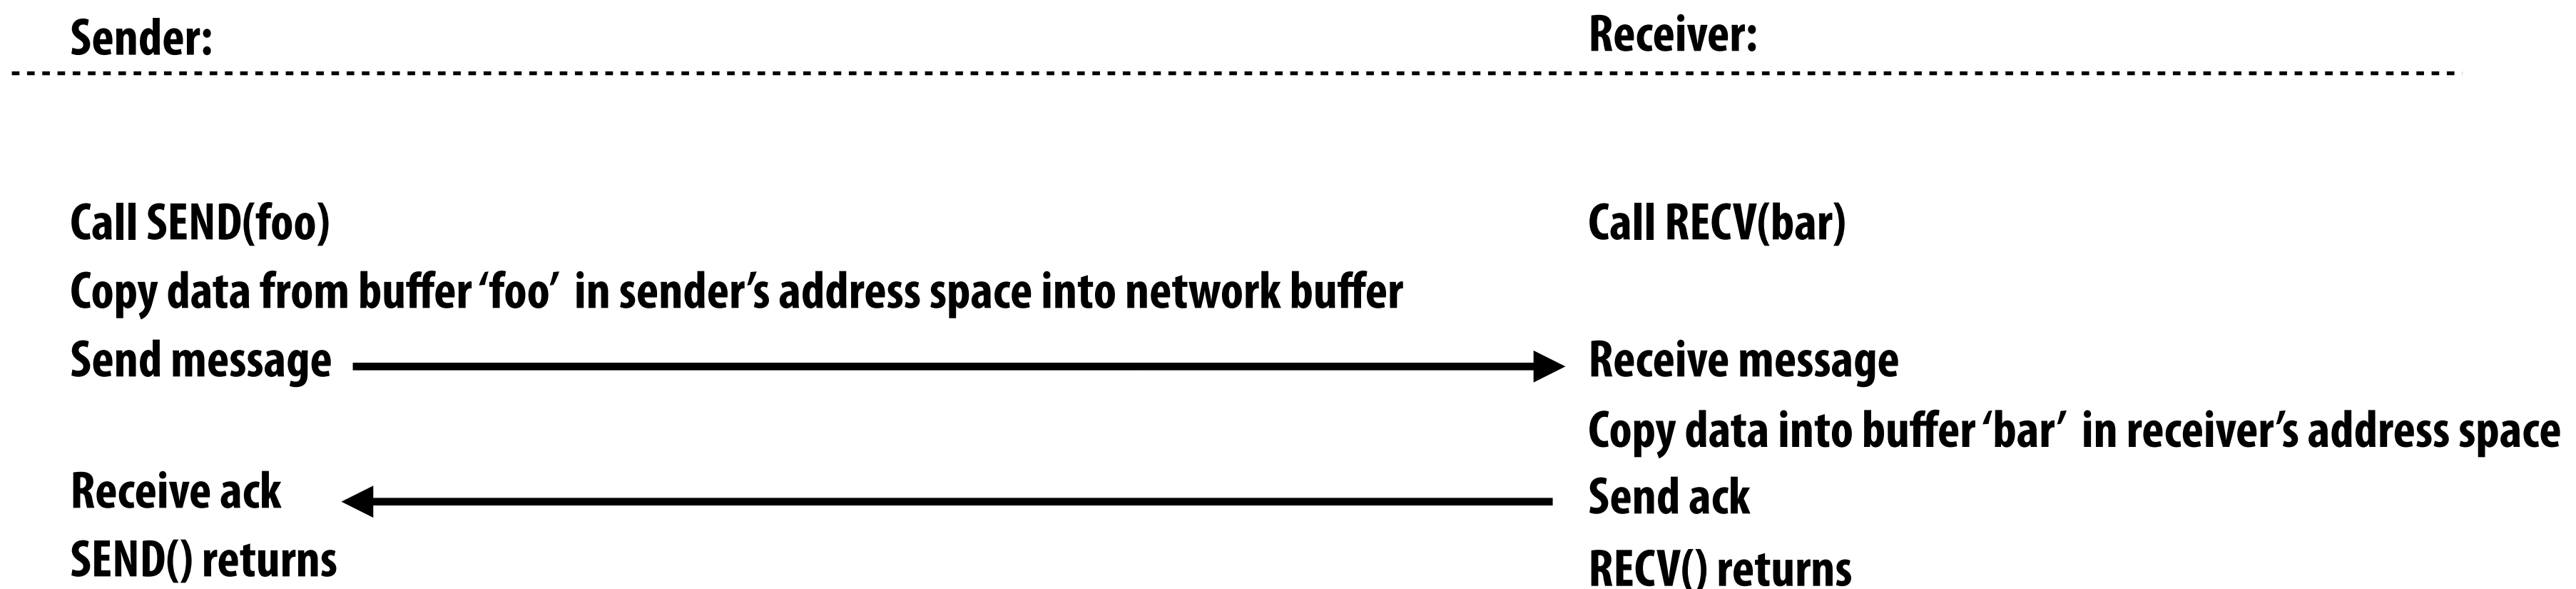 Sender:
Receiver:
Call SEND(foo)
Call RECV(bar)
Copy data from buffer ‘foo’ in sender’s address space into network buffer
Send message
Receive message
Copy data into buffer ‘bar’ in receiver’s address space
Receive ack
Send ack
SEND() returns
RECV() returns